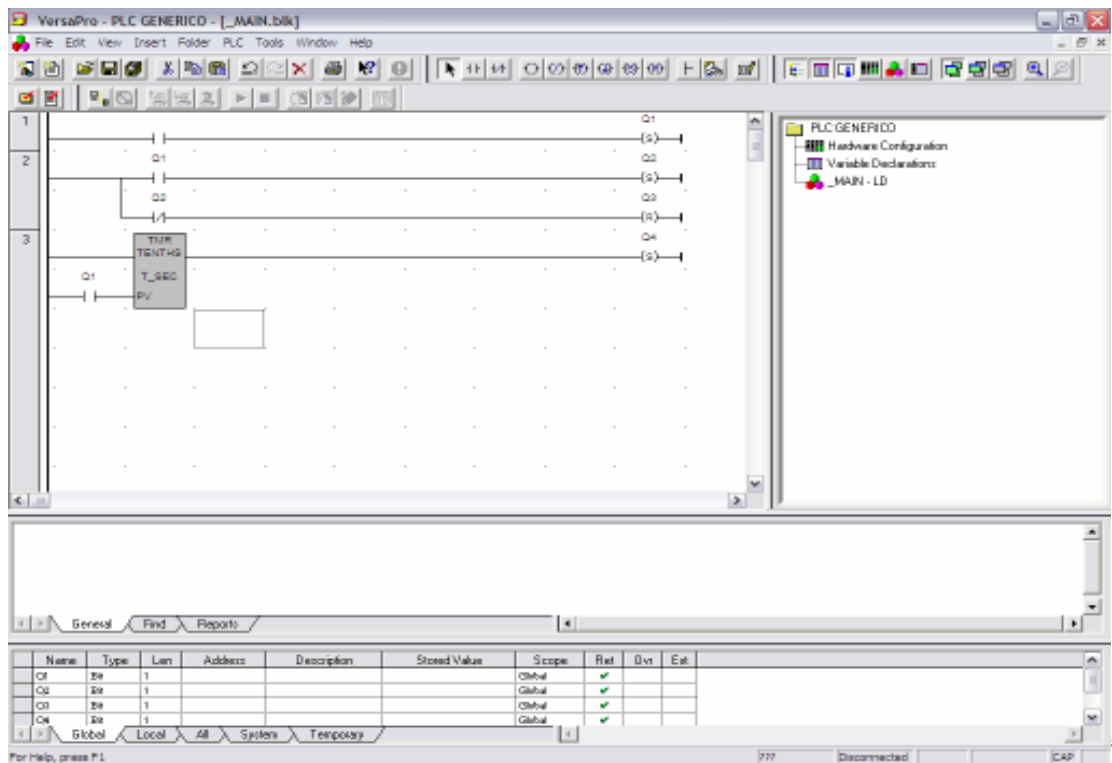 VersaPro - PLC GENERICO - [_MAIN.blk]
File Edit View Insert Folder PLC Tools Window Help
1
Q1
(S)
2
Q1
Q2
(S)
Q2
Q3
(R)
3
TMR
TENTHS
Q4
(S)
Q1
T_SEC
PV
PLC GENERICO
Hardware Configuration
Variable Declarations
_MAIN - LD
General Find Reports
Name Type Len Address Description Stored Value Scope Ret Ovr Ext
Q1 Bit 1 Global
Q2 Bit 1 Global
Q3 Bit 1 Global
Q4 Bit 1 Global
Global Local All System Temporary
For Help, press F1 ??? Disconnected CAP